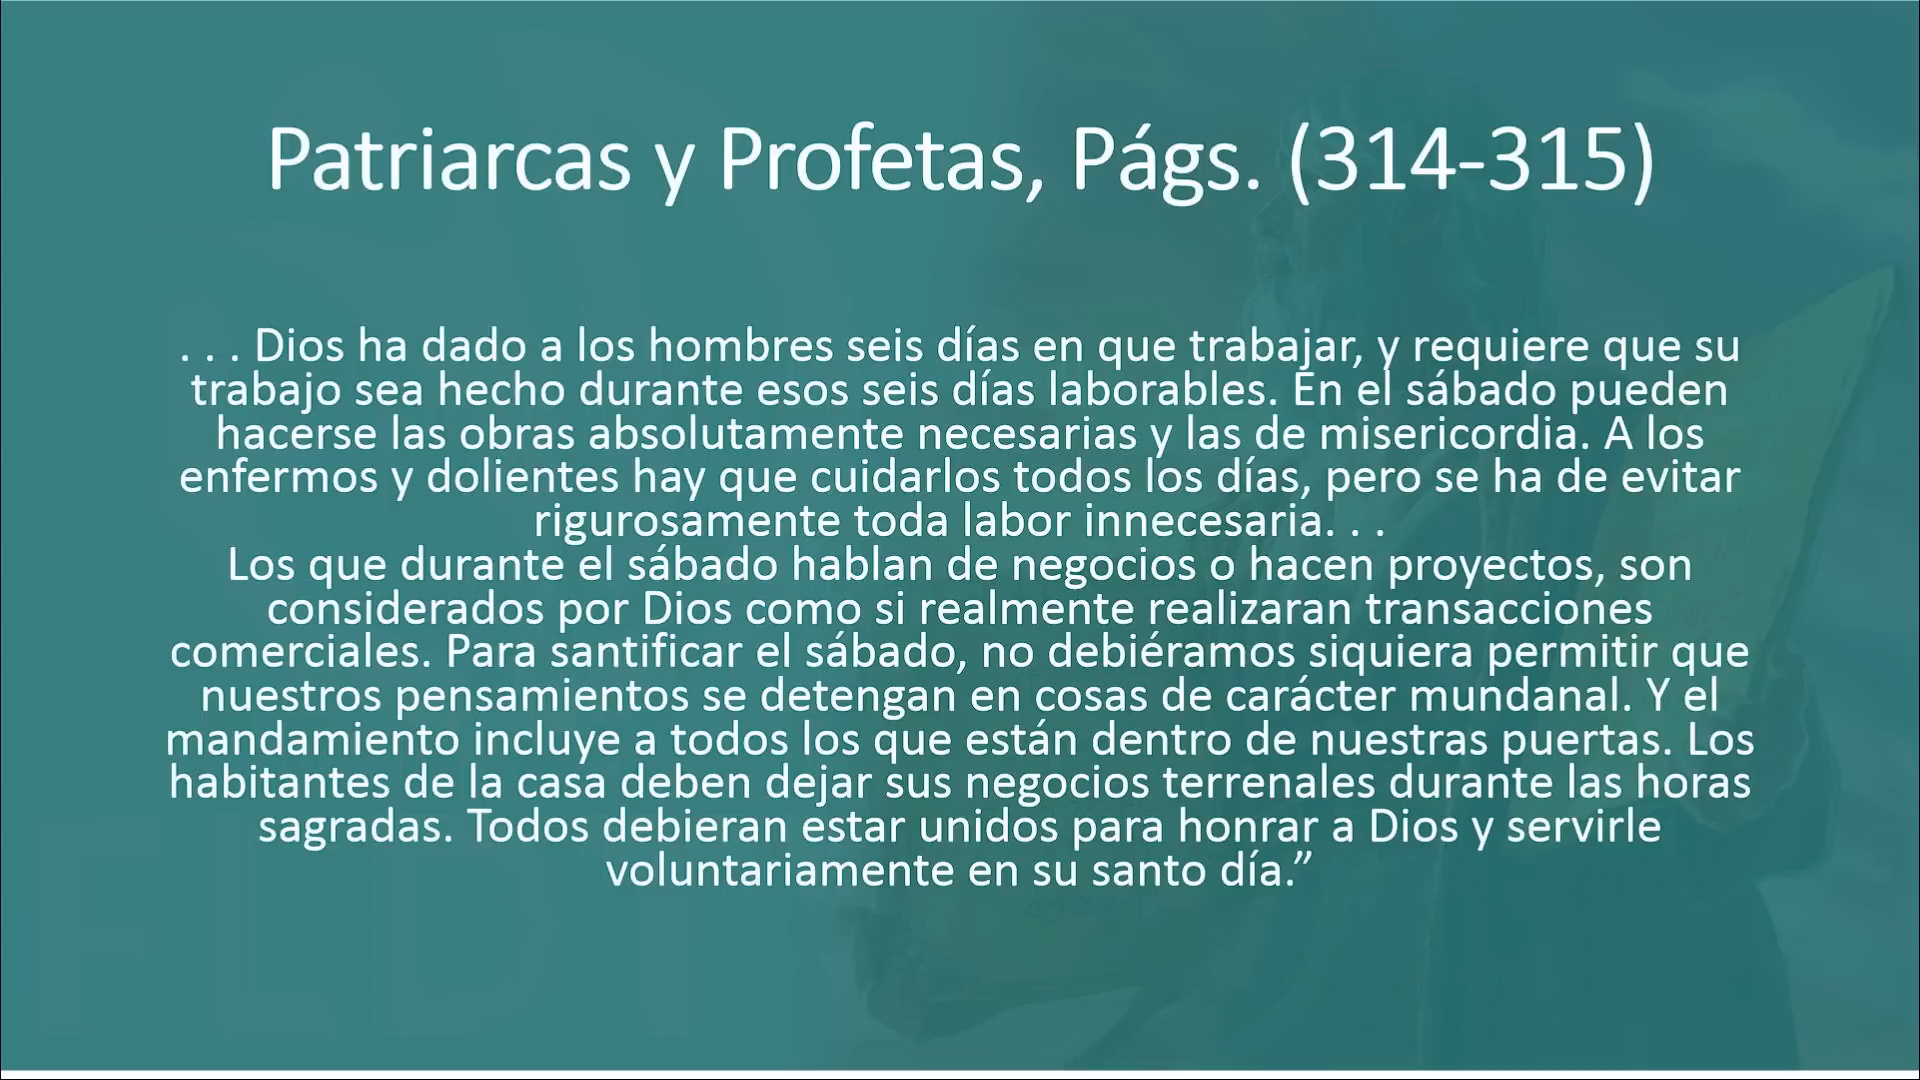 Patriarcas y Profetas, Págs. (314-315)
. . . Dios ha dado a los hombres seis días en que trabajar, y requiere que su
trabajo sea hecho durante esos seis días laborables. En el sábado pueden
hacerse las obras absolutamente necesarias y las de misericordia. A los
enfermos y dolientes hay que cuidarlos todos los días, pero se ha de evitar
rigurosamente toda labor innecesaria. . .
Los que durante el sábado hablan de negocios o hacen proyectos, son
considerados por Dios como si realmente realizaran transacciones
comerciales. Para santificar el sábado, no debiéramos siquiera permitir que
nuestros pensamientos se detengan en cosas de carácter mundanal. Y el
mandamiento incluye a todos los que están dentro de nuestras puertas. Los
habitantes de la casa deben dejar sus negocios terrenales durante las horas
sagradas. Todos debieran estar unidos para honrar a Dios y servirle
voluntariamente en su santo día.”